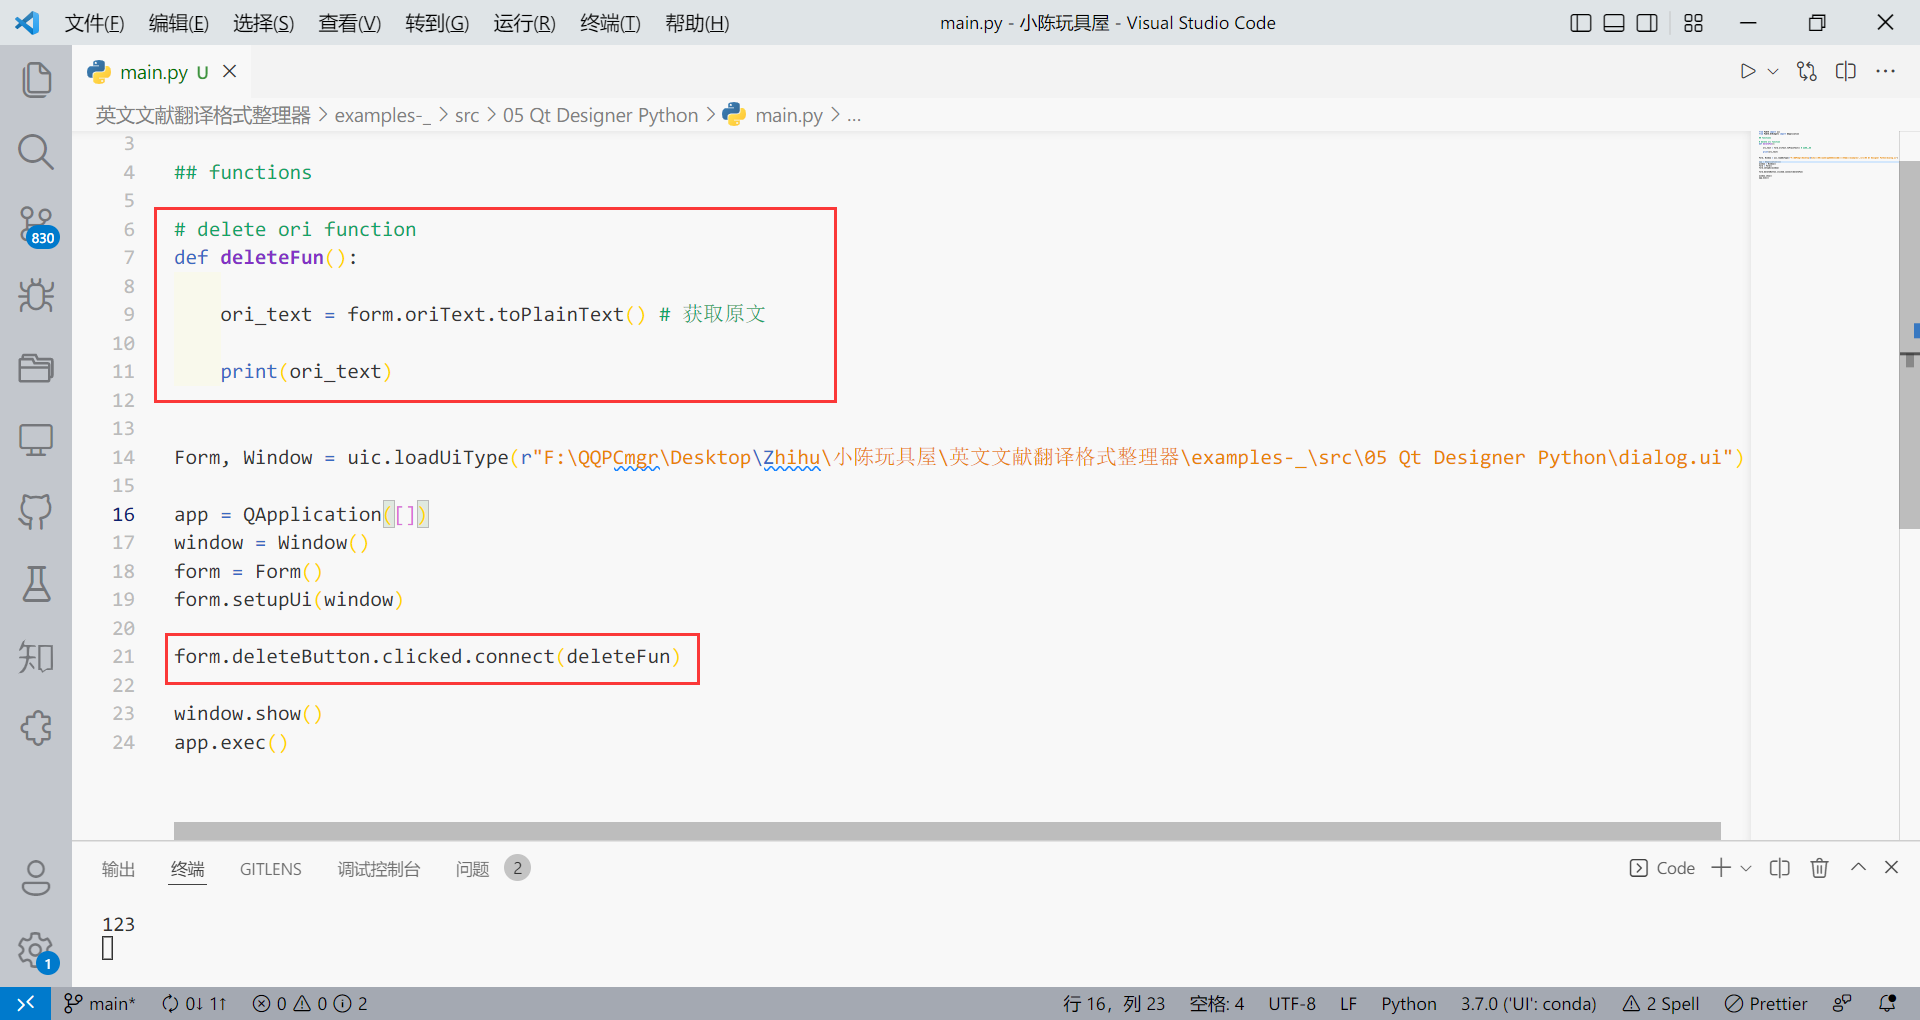 文件(F) 编辑(E) 选择(S) 查看(V) 转到(G) 运行(R) 终端(T) 帮助(H) main.py - 小陈玩具屋 - Visual Studio Code
main.py U
英文文献翻译格式整理器 > examples-_ > src > 05 Qt Designer Python > main.py > ...
3
4 ## functions
5
6 # delete ori function
7 def deleteFun():
8
9 ori_text = form.oriText.toPlainText() # 获取原文
10
11 print(ori_text)
12
13
14 Form, Window = uic.loadUiType(r"F:\QQPCmgr\Desktop\Zhihu\小陈玩具屋\英文文献翻译格式整理器\examples-_\src\05 Qt Designer Python\dialog.ui")
15
16 app = QApplication([])
17 window = Window()
18 form = Form()
19 form.setupUi(window)
20
21 form.deleteButton.clicked.connect(deleteFun)
22
23 window.show()
24 app.exec()
830
知
1
输出 终端 GITLENS 调试控制台 问题 2 Code
123
main* 0↓ 1↑ 0 0 2 行 16, 列 23 空格: 4 UTF-8 LF Python 3.7.0 ('UI': conda) 2 Spell Prettier